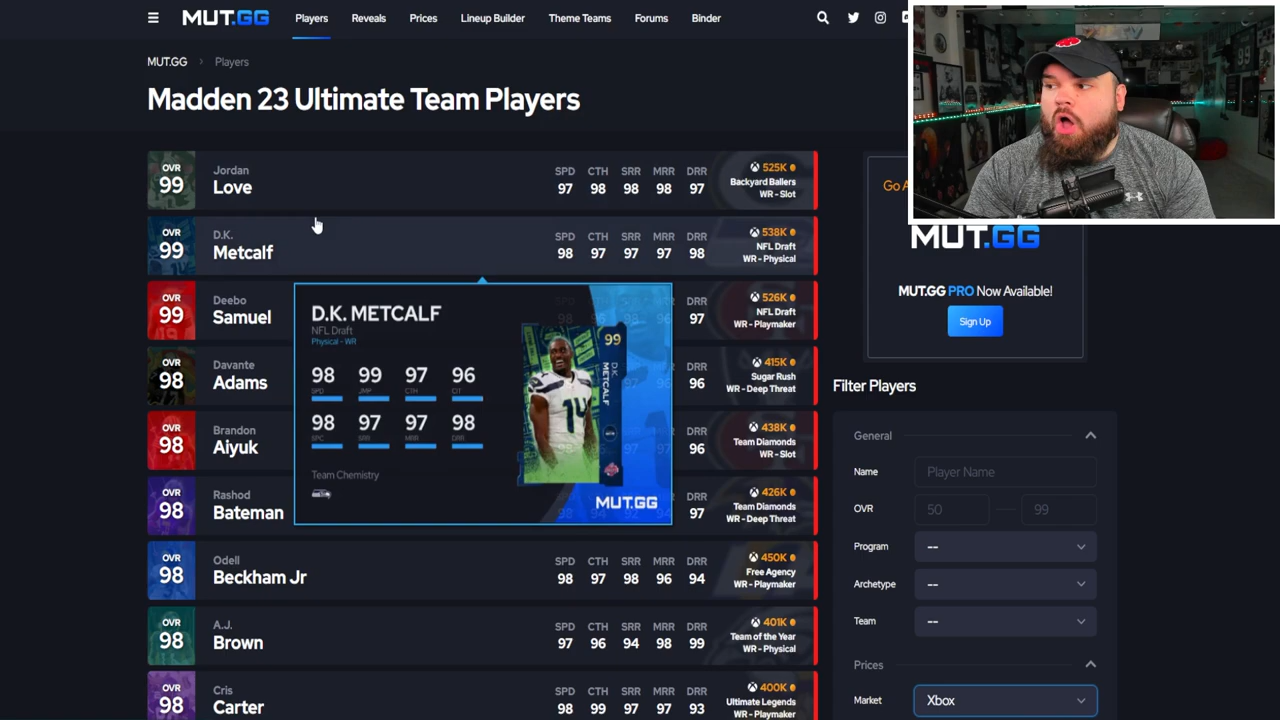 MUT.GG
Players
Reveals
Prices
Lineup Builder
Theme Teams
Forums
Binder
MUT.GG > Players
Madden 23 Ultimate Team Players
OVR
99
Jordan
Love
SPD CTH SRR MRR DRR
97 98 98 98 97
525K
Backyard Ballers
WR - Slot
OVR
99
D.K.
Metcalf
SPD CTH SRR MRR DRR
98 97 97 97 98
538K
NFL Draft
WR - Physical
OVR
99
Deebo
Samuel
DRR
97
526K
NFL Draft
WR - Playmaker
OVR
98
Davante
Adams
DRR
96
415K
Sugar Rush
WR - Deep Threat
OVR
98
Brandon
Aiyuk
DRR
96
438K
Team Diamonds
WR - Slot
OVR
98
Rashod
Bateman
DRR
97
426K
Team Diamonds
WR - Deep Threat
OVR
98
Odell
Beckham Jr
SPD CTH SRR MRR DRR
98 97 98 96 94
450K
Free Agency
WR - Playmaker
OVR
98
A.J.
Brown
SPD CTH SRR MRR DRR
97 96 94 98 99
401K
Team of the Year
WR - Physical
OVR
98
Cris
Carter
SPD CTH SRR MRR DRR
98 99 97 97 93
400K
Ultimate Legends
WR - Playmaker
D.K. METCALF
NFL Draft
Physical - WR
98 99 97 96
SPD JMP CTH CIT
98 97 97 98
SPC SRR MRR DRR
Team Chemistry
99
D.K.
METCALF
14
MUT.GG
Go A
MUT.GG
MUT.GG PRO Now Available!
Sign Up
Filter Players
General
Name
Player Name
OVR
50
99
Program
--
Archetype
--
Team
--
Prices
Market
Xbox